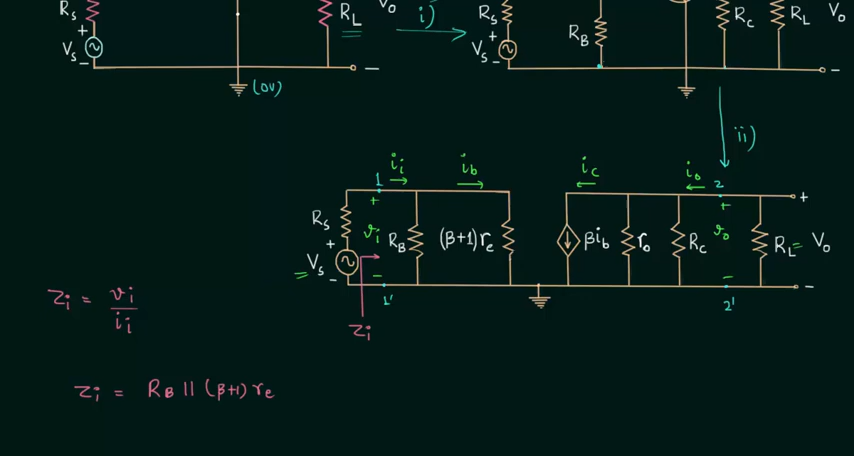 Rs
+
Vs
−
RL
Vo
−
(0V)
i)
Rs
+
Vs
−
RB
RC
RL
Vo
−
ii)
1
ii
ib
ic
io
2
+
Rs
+
Vs
−
+
vi
−
RB
(β+1)re
βib
ro
RC
+
vo
−
RL
Vo
−
1'
2'
Zi
Zi = vi
ii
Zi = RB || (β+1) re